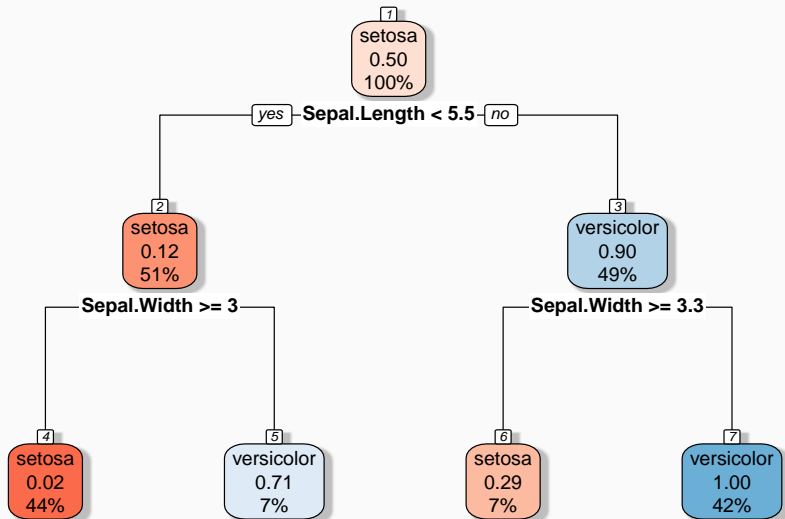 1
setosa
0.50
100%
yes Sepal.Length < 5.5 no
2
setosa
0.12
51%
3
versicolor
0.90
49%
Sepal.Width >= 3
Sepal.Width >= 3.3
4
setosa
0.02
44%
5
versicolor
0.71
7%
6
setosa
0.29
7%
7
versicolor
1.00
42%